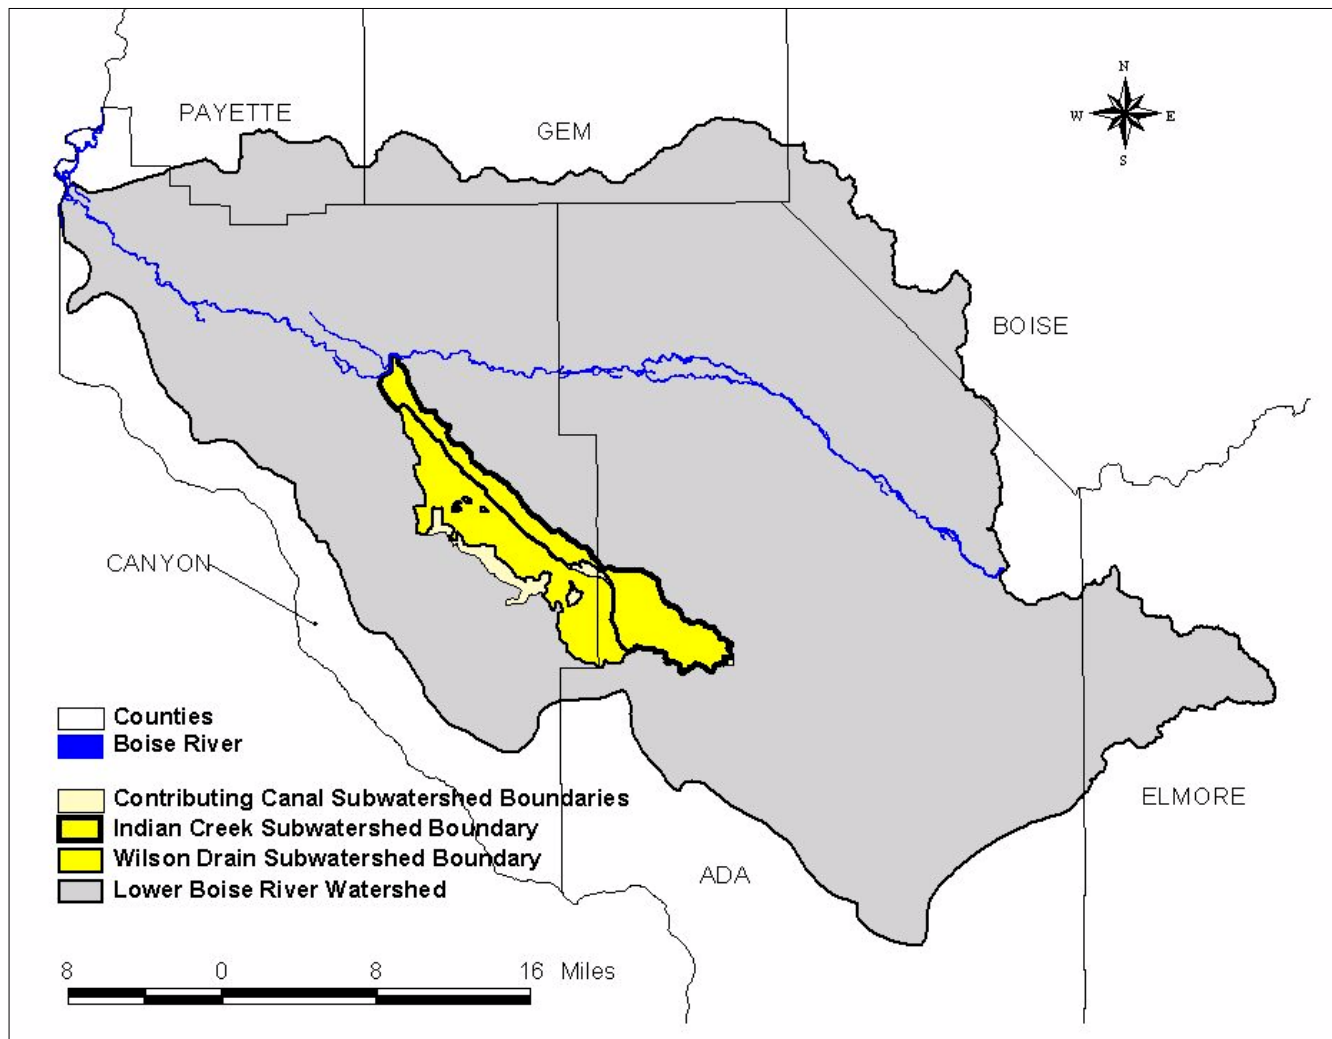 N
PAYETTE
GEM
W E
S
BOISE
CANYON
Counties
Boise River
Contributing Canal Subwatershed Boundaries
Indian Creek Subwatershed Boundary
Wilson Drain Subwatershed Boundary
Lower Boise River Watershed
ELMORE
ADA
8 0 8 16 Miles